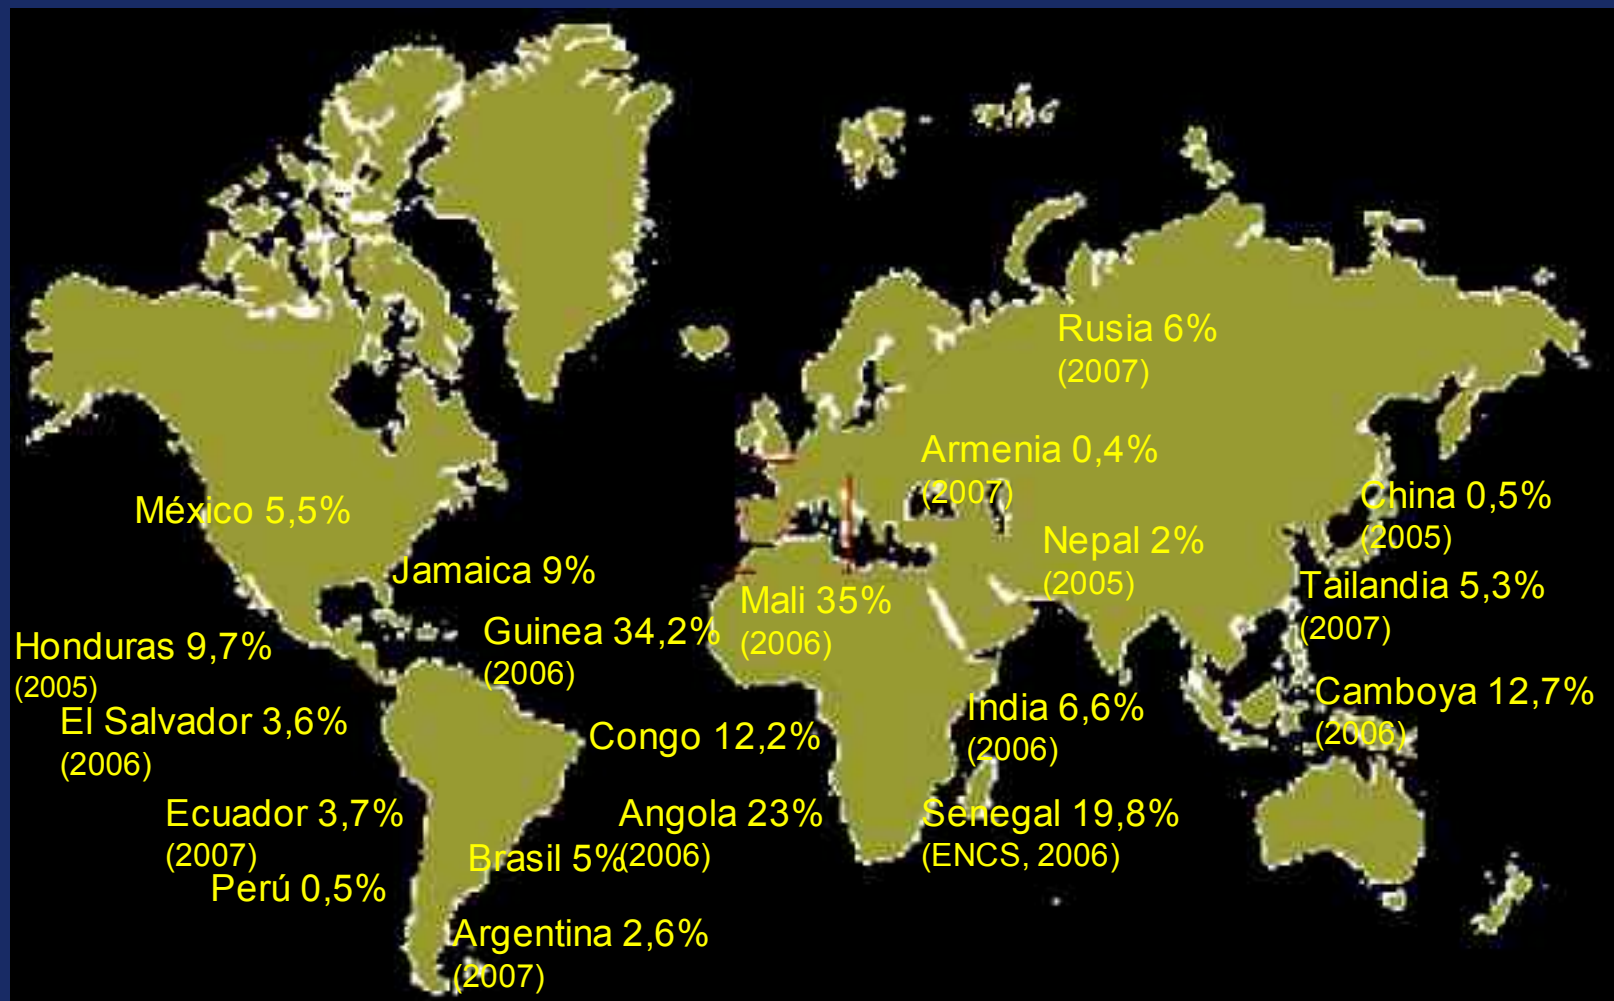 Rusia 6%
(2007)
Armenia 0,4%
(2007)
México 5,5%
China 0,5%
(2005)
Nepal 2%
(2005)
Jamaica 9%
Tailandia 5,3%
(2007)
Mali 35%
(2006)
Guinea 34,2%
(2006)
Honduras 9,7%
(2005)
Camboya 12,7%
(2006)
El Salvador 3,6%
(2006)
India 6,6%
(2006)
Congo 12,2%
Ecuador 3,7%
(2007)
Angola 23%
(2006)
Senegal 19,8%
(ENCS, 2006)
Brasil 5%
Perú 0,5%
Argentina 2,6%
(2007)